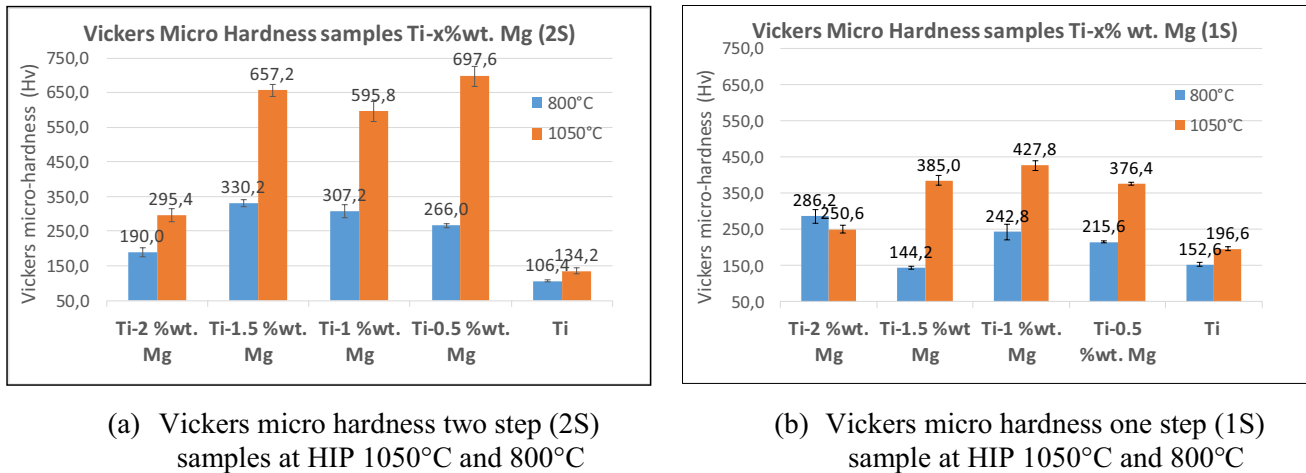 Vickers Micro Hardness samples Ti-x%wt. Mg (2S)
Vickers micro-hardness (Hv)
750,0
650,0
550,0
450,0
350,0
250,0
150,0
50,0
190,0
295,4
330,2
657,2
307,2
595,8
266,0
697,6
106,4
134,2
800°C
1050°C
Ti-2 %wt. Mg
Ti-1.5 %wt. Mg
Ti-1 %wt. Mg
Ti-0.5 %wt. Mg
Ti
(a) Vickers micro hardness two step (2S)
samples at HIP 1050°C and 800°C
Vickers Micro Hardness samples Ti-x% wt. Mg (1S)
Vickers micro-hardness (Hv)
750,0
650,0
550,0
450,0
350,0
250,0
150,0
50,0
286,2
250,6
144,2
385,0
242,8
427,8
215,6
376,4
152,6
196,6
800°C
1050°C
Ti-2 %wt. Mg
Ti-1.5 %wt Mg
Ti-1 %wt. Mg
Ti-0.5 %wt. Mg
Ti
(b) Vickers micro hardness one step (1S)
sample at HIP 1050°C and 800°C